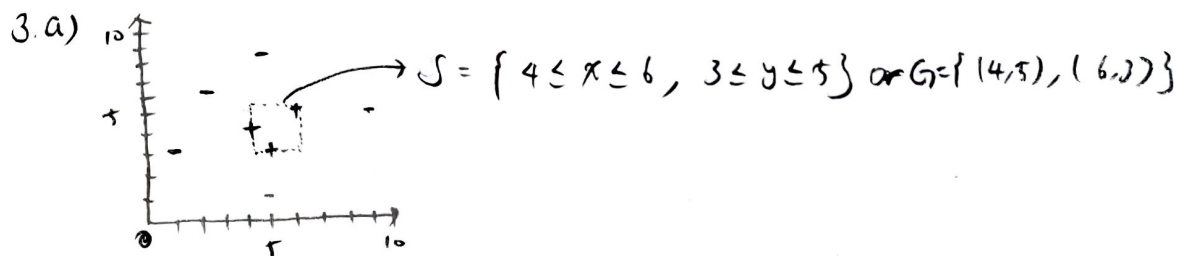 3. a)
10
S = { 4 ≤ x ≤ 6, 3 ≤ y ≤ 5} or G={(4,5), (6,3)}
5
0 5 10